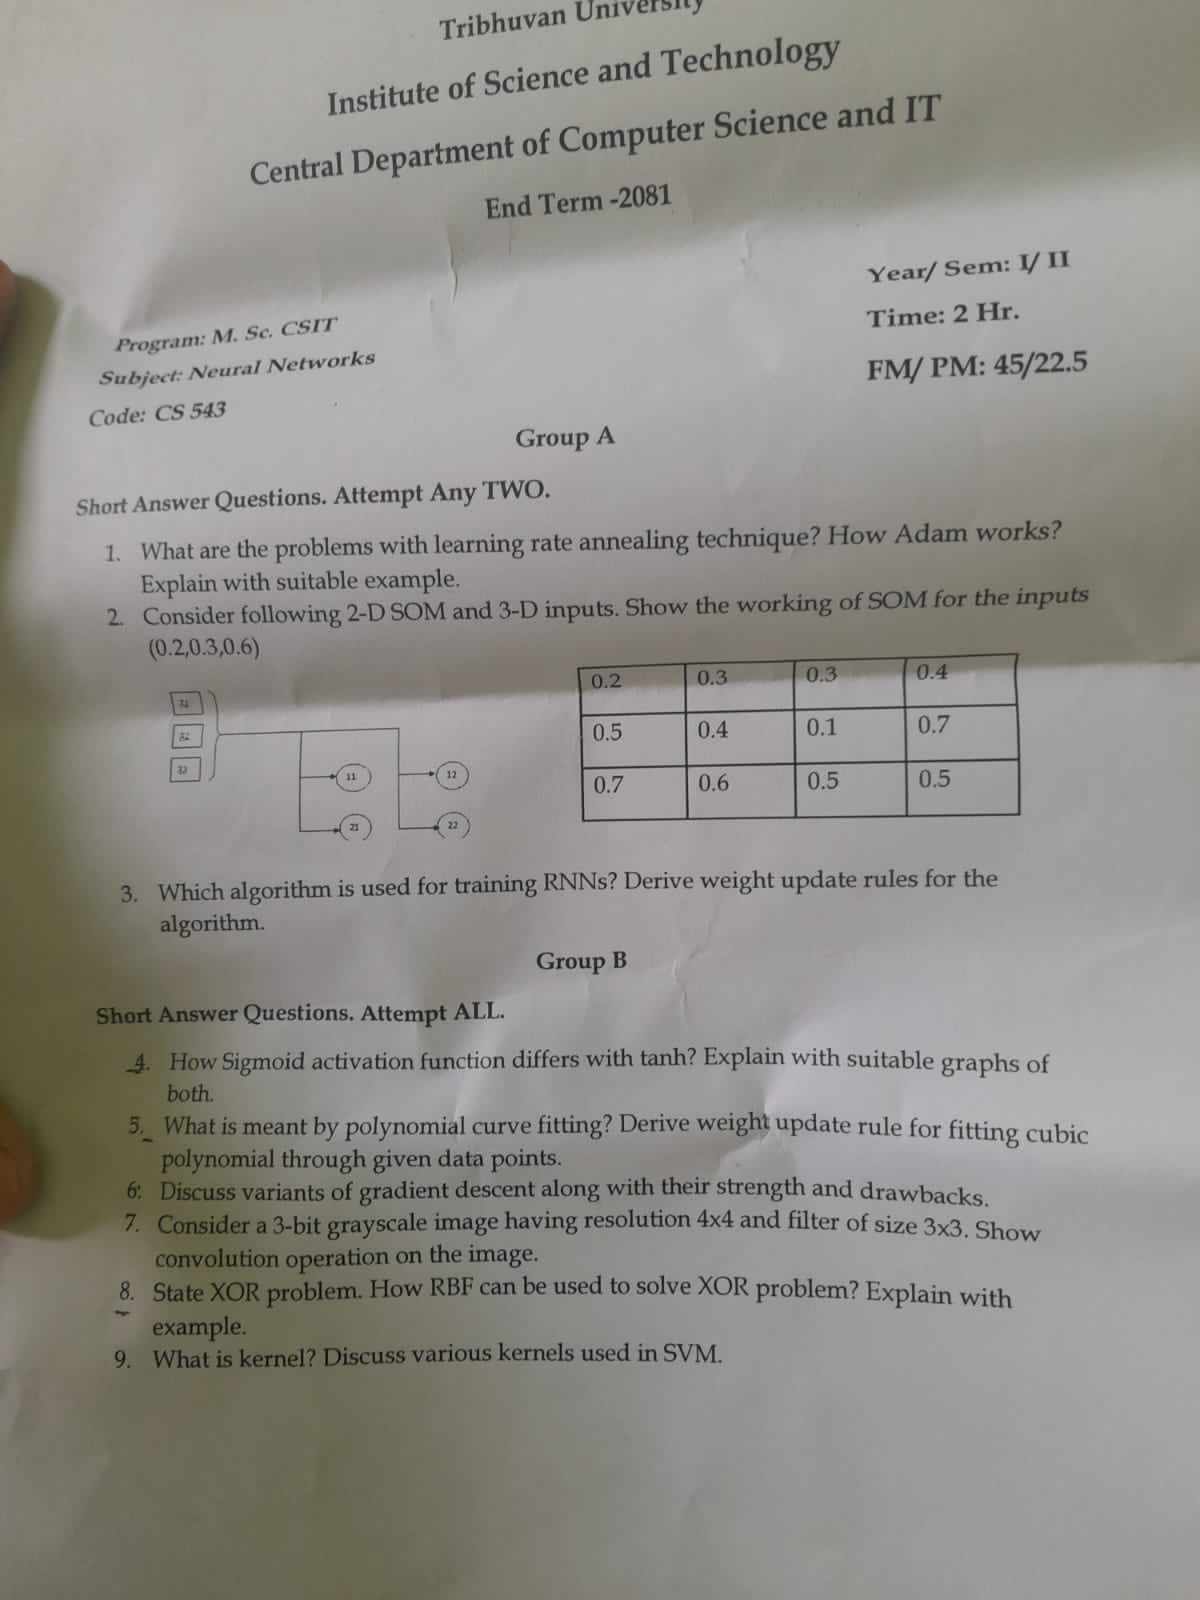 Tribhuvan University
Institute of Science and Technology
Central Department of Computer Science and IT
End Term -2081
Year/ Sem: I/ II
Program: M. Sc. CSIT
Time: 2 Hr.
Subject: Neural Networks
FM/ PM: 45/22.5
Code: CS 543
Group A
Short Answer Questions. Attempt Any TWO.
1. What are the problems with learning rate annealing technique? How Adam works?
Explain with suitable example.
2. Consider following 2-D SOM and 3-D inputs. Show the working of SOM for the inputs
(0.2,0.3,0.6)
0.2 0.3 0.3 0.4
0.5 0.4 0.1 0.7
0.7 0.6 0.5 0.5
11 12
21 22
3. Which algorithm is used for training RNNs? Derive weight update rules for the
algorithm.
Group B
Short Answer Questions. Attempt ALL.
4. How Sigmoid activation function differs with tanh? Explain with suitable graphs of
both.
5. What is meant by polynomial curve fitting? Derive weight update rule for fitting cubic
polynomial through given data points.
6. Discuss variants of gradient descent along with their strength and drawbacks.
7. Consider a 3-bit grayscale image having resolution 4x4 and filter of size 3x3. Show
convolution operation on the image.
8. State XOR problem. How RBF can be used to solve XOR problem? Explain with
example.
9. What is kernel? Discuss various kernels used in SVM.